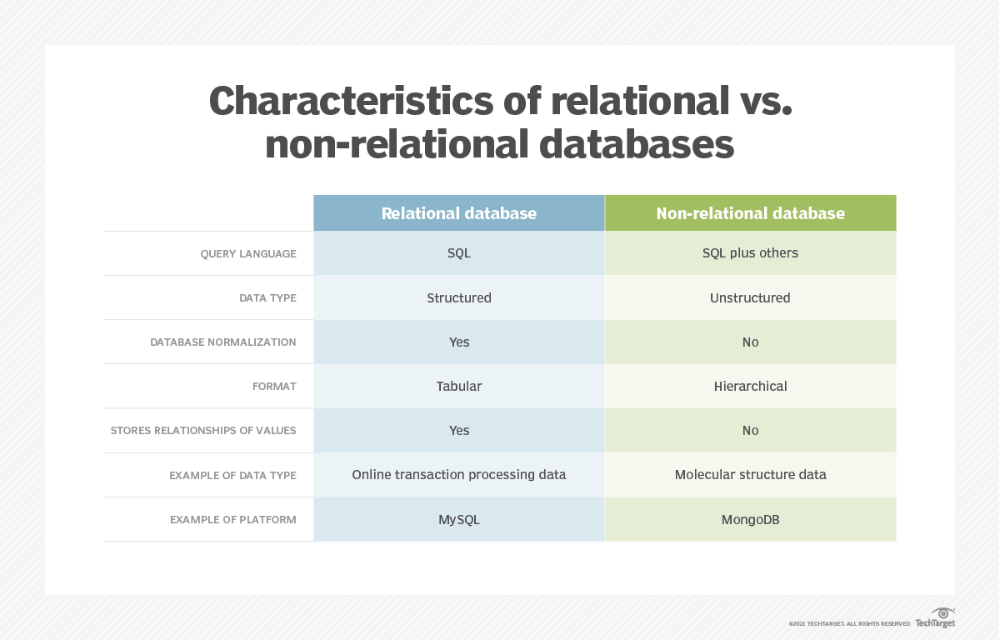 Characteristics of relational vs.
non-relational databases
Relational database Non-relational database
QUERY LANGUAGE SQL SQL plus others
DATA TYPE Structured Unstructured
DATABASE NORMALIZATION Yes No
FORMAT Tabular Hierarchical
STORES RELATIONSHIPS OF VALUES Yes No
EXAMPLE OF DATA TYPE Online transaction processing data Molecular structure data
EXAMPLE OF PLATFORM MySQL MongoDB
©2021 TECHTARGET. ALL RIGHTS RESERVED TechTarget